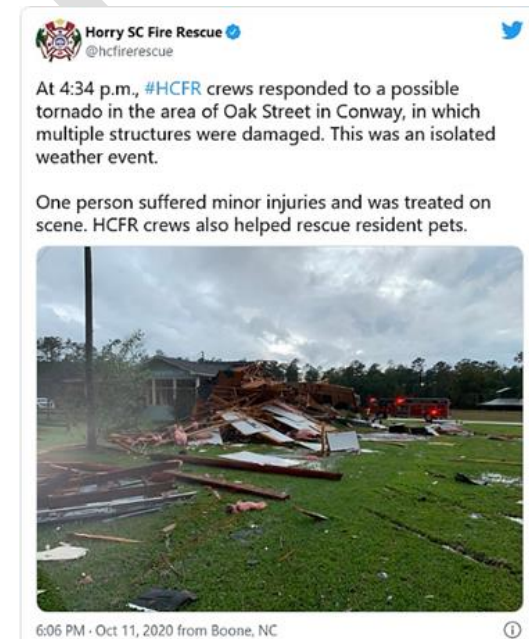 Horry SC Fire Rescue
@hcfirerescue
At 4:34 p.m., #HCFR crews responded to a possible
tornado in the area of Oak Street in Conway, in which
multiple structures were damaged. This was an isolated
weather event.
One person suffered minor injuries and was treated on
scene. HCFR crews also helped rescue resident pets.
6:06 PM · Oct 11, 2020 from Boone, NC